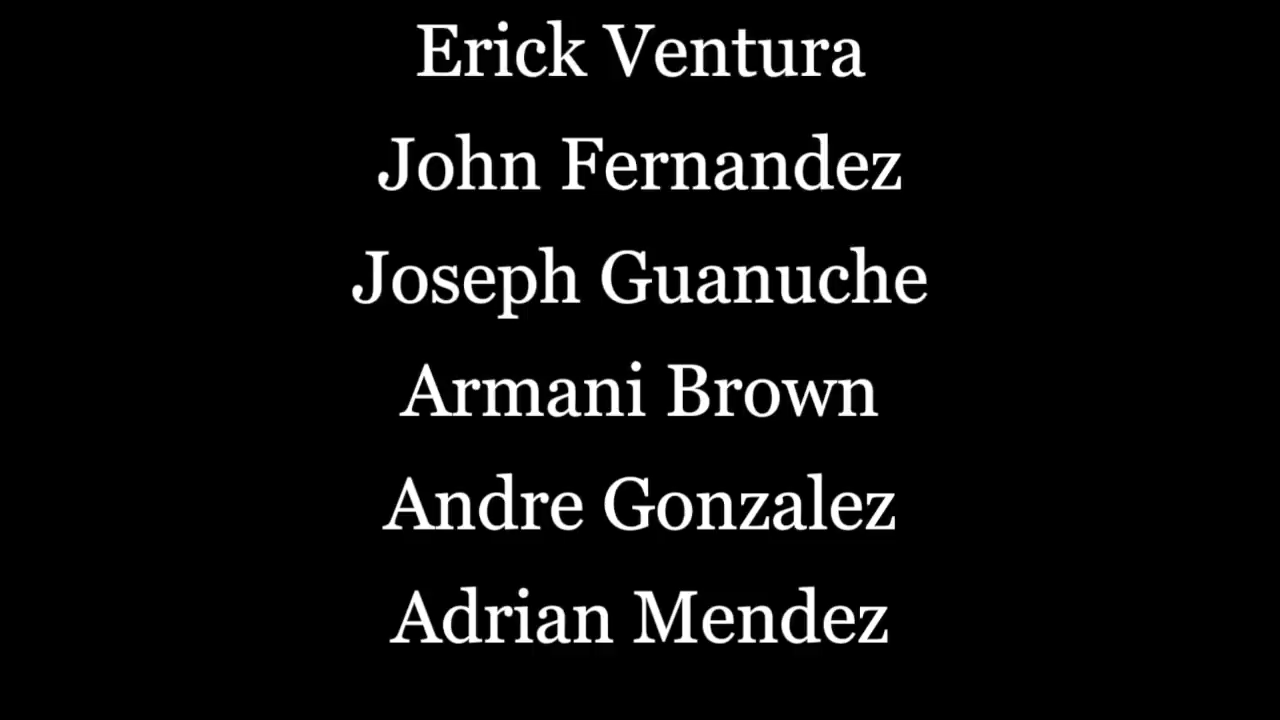 Erick Ventura
John Fernandez
Joseph Guanuche
Armani Brown
Andre Gonzalez
Adrian Mendez